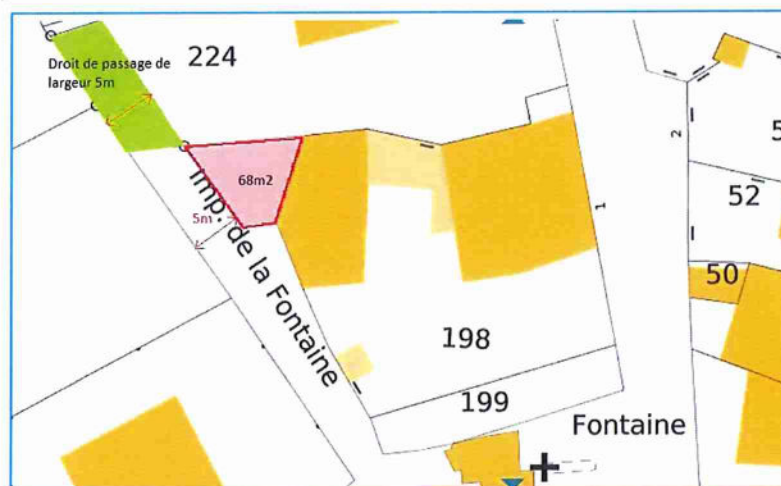 Droit de passage de
largeur 5m
224
68m2
5m
Imp. de la Fontaine
198
199
Fontaine
1
2
52
50
5